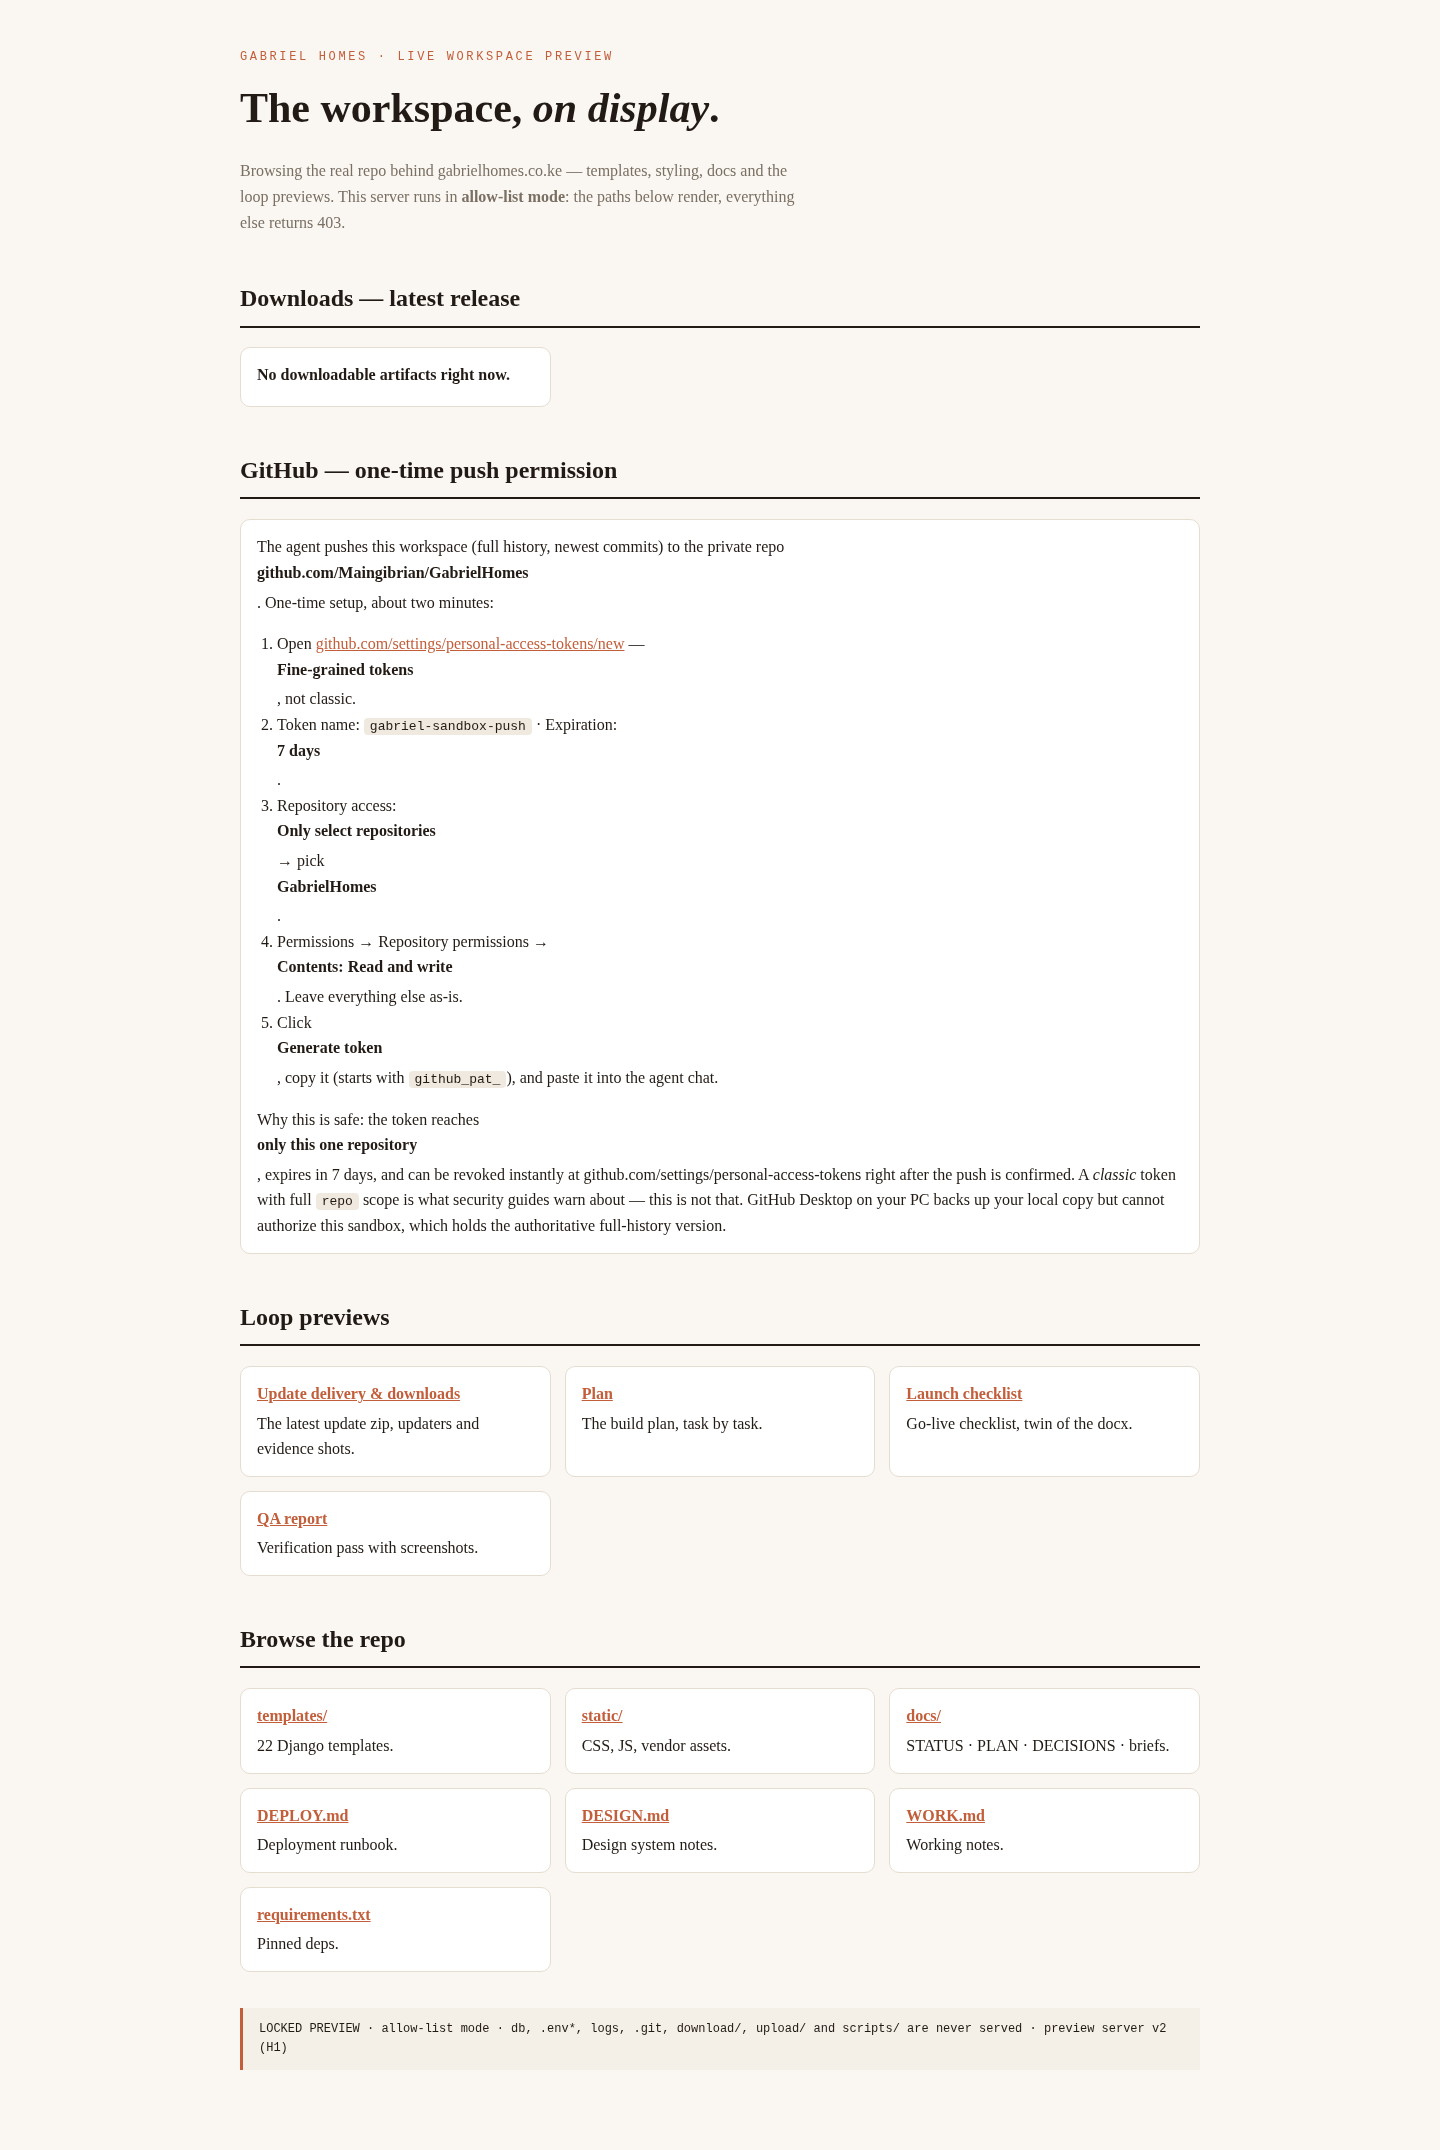 GABRIEL HOMES · LIVE WORKSPACE PREVIEW
The workspace, on display.
Browsing the real repo behind gabrielhomes.co.ke — templates, styling, docs and the
loop previews. This server runs in allow-list mode: the paths below render, everything
else returns 403.
Downloads — latest release
No downloadable artifacts right now.
GitHub — one-time push permission
The agent pushes this workspace (full history, newest commits) to the private repo
github.com/Maingibrian/GabrielHomes
. One-time setup, about two minutes:
1. Open github.com/settings/personal-access-tokens/new —
Fine-grained tokens
, not classic.
2. Token name: gabriel-sandbox-push · Expiration:
7 days
.
3. Repository access:
Only select repositories
→ pick
GabrielHomes
.
4. Permissions → Repository permissions →
Contents: Read and write
. Leave everything else as-is.
5. Click
Generate token
, copy it (starts with github_pat_), and paste it into the agent chat.
Why this is safe: the token reaches
only this one repository
, expires in 7 days, and can be revoked instantly at github.com/settings/personal-access-tokens right after the push is confirmed. A classic token
with full repo scope is what security guides warn about — this is not that. GitHub Desktop on your PC backs up your local copy but cannot
authorize this sandbox, which holds the authoritative full-history version.
Loop previews
Update delivery & downloads
The latest update zip, updaters and
evidence shots.
Plan
The build plan, task by task.
Launch checklist
Go-live checklist, twin of the docx.
QA report
Verification pass with screenshots.
Browse the repo
templates/
22 Django templates.
static/
CSS, JS, vendor assets.
docs/
STATUS · PLAN · DECISIONS · briefs.
DEPLOY.md
Deployment runbook.
DESIGN.md
Design system notes.
WORK.md
Working notes.
requirements.txt
Pinned deps.
LOCKED PREVIEW · allow-list mode · db, .env*, logs, .git, download/, upload/ and scripts/ are never served · preview server v2
(H1)